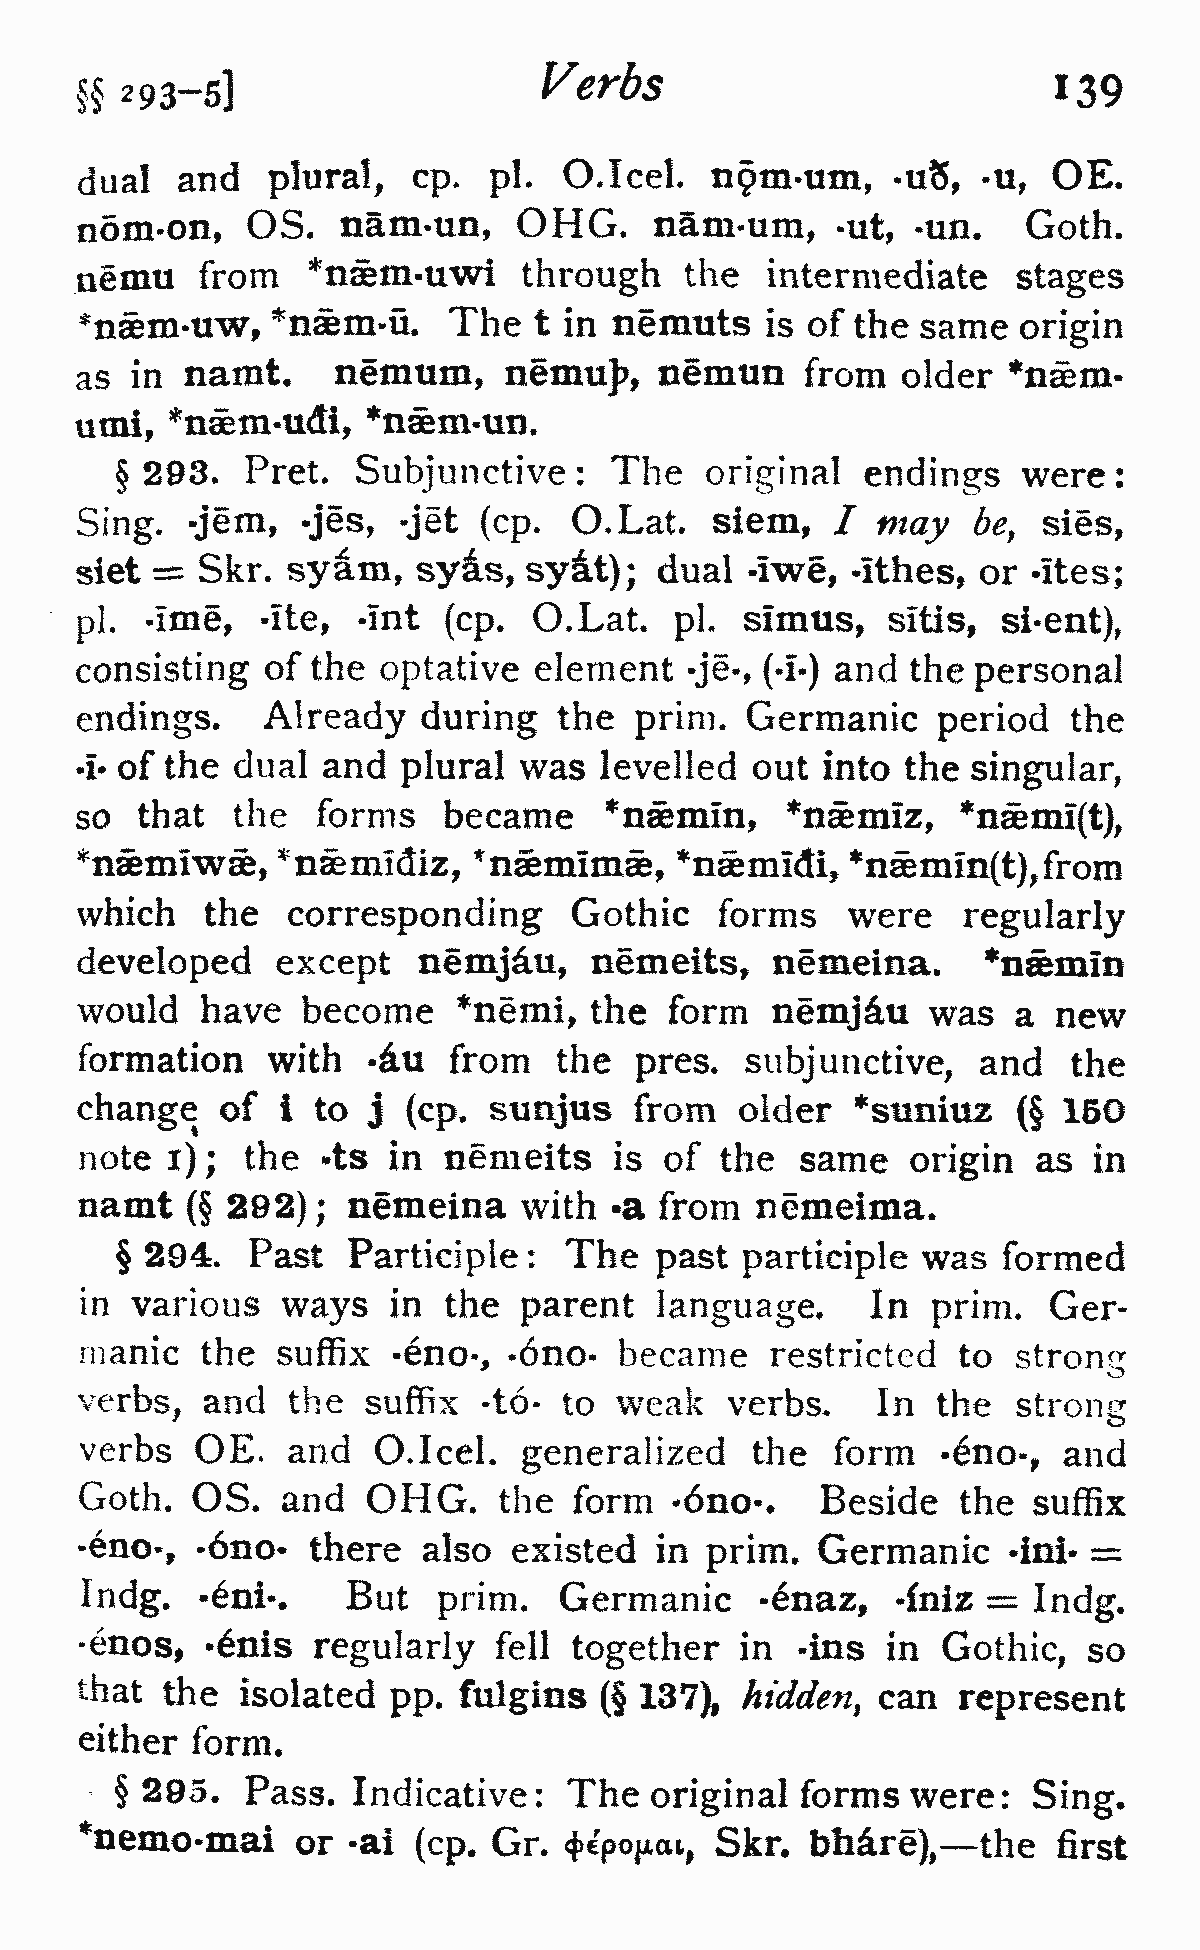 §§ 293–5] Verbs 139
dual and plural, cp. pl. O.Icel. nǭm·um, ·uð, ·u, OE.
nōm·on, OS. nām·un, OHG. nām·um, ·ut, ·un. Goth.
nēmu from *nǣm·uwi through the intermediate stages
*nǣm·uw, *nǣm·ū. The t in nēmuts is of the same origin
as in namt. nēmum, nēmuþ, nēmun from older *nǣm·
umi, *nǣm·uđi, *nǣm·un.
§ 293. Pret. Subjunctive: The original endings were:
Sing. ·jēm, ·jēs, ·jēt (cp. O.Lat. siem, I may be, siēs,
siet = Skr. syā́m, syā́s, syā́t); dual ·īwē, ·īthes, or ·ītes;
pl. ·īmē, ·īte, ·īnt (cp. O.Lat. pl. sīmus, sītis, si·ent),
consisting of the optative element ·jē·, (·ī·) and the personal
endings. Already during the prim. Germanic period the
·ī· of the dual and plural was levelled out into the singular,
so that the forms became *nǣmīn, *nǣmīz, *nǣmī(t),
*nǣmīwǣ, *nǣmīđiz, *nǣmīmǣ, *nǣmīđi, *nǣmīn(t), from
which the corresponding Gothic forms were regularly
developed except nēmjáu, nēmeits, nēmeina. *nǣmīn
would have become *nēmi, the form nēmjáu was a new
formation with ·áu from the pres. subjunctive, and the
change of i to j (cp. sunjus from older *suniuz (§ 150
note 1); the ·ts in nēmeits is of the same origin as in
namt (§ 292); nēmeina with ·a from nēmeima.
§ 294. Past Participle: The past participle was formed
in various ways in the parent language. In prim. Ger-
manic the suffix ·éno·, ·óno· became restricted to strong
verbs, and the suffix ·tó· to weak verbs. In the strong
verbs OE. and O.Icel. generalized the form ·éno·, and
Goth. OS. and OHG. the form ·óno·. Beside the suffix
·éno·, ·óno· there also existed in prim. Germanic ·ini· =
Indg. ·éni·. But prim. Germanic ·énaz, ·íniz = Indg.
·énos, ·énis regularly fell together in ·ins in Gothic, so
that the isolated pp. fulgins (§ 137), hidden, can represent
either form.
§ 295. Pass. Indicative: The original forms were: Sing.
*nemo·mai or ·ai (cp. Gr. φέρομαι, Skr. bhárē),—the first